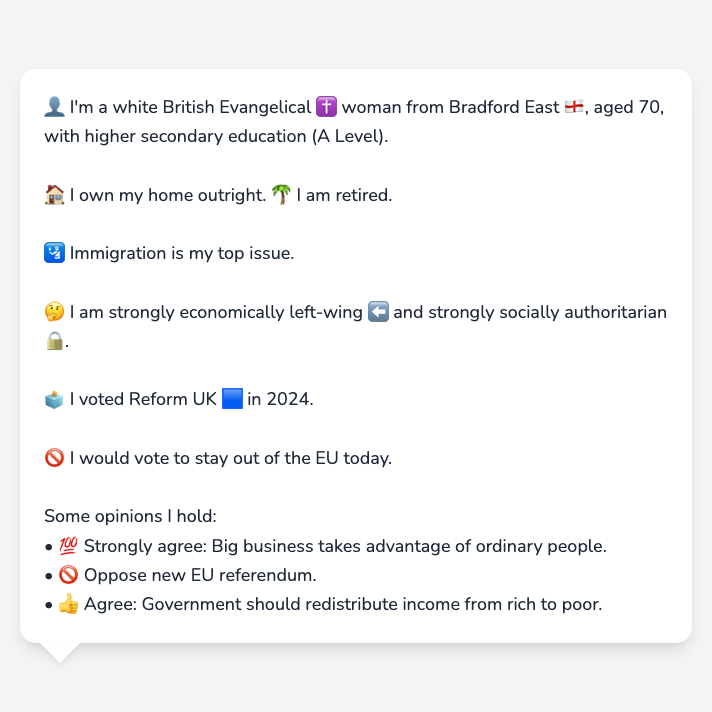 👤 I'm a white British Evangelical ✝️ woman from Bradford East 🏴󠁧󠁢󠁥󠁮󠁧󠁿, aged 70,
with higher secondary education (A Level).
🏠 I own my home outright. 🌴 I am retired.
🛂 Immigration is my top issue.
🤔 I am strongly economically left-wing ⬅️ and strongly socially authoritarian
🔒.
🗳️ I voted Reform UK 🟦 in 2024.
🚫 I would vote to stay out of the EU today.
Some opinions I hold:
• 💯 Strongly agree: Big business takes advantage of ordinary people.
• 🚫 Oppose new EU referendum.
• 👍 Agree: Government should redistribute income from rich to poor.